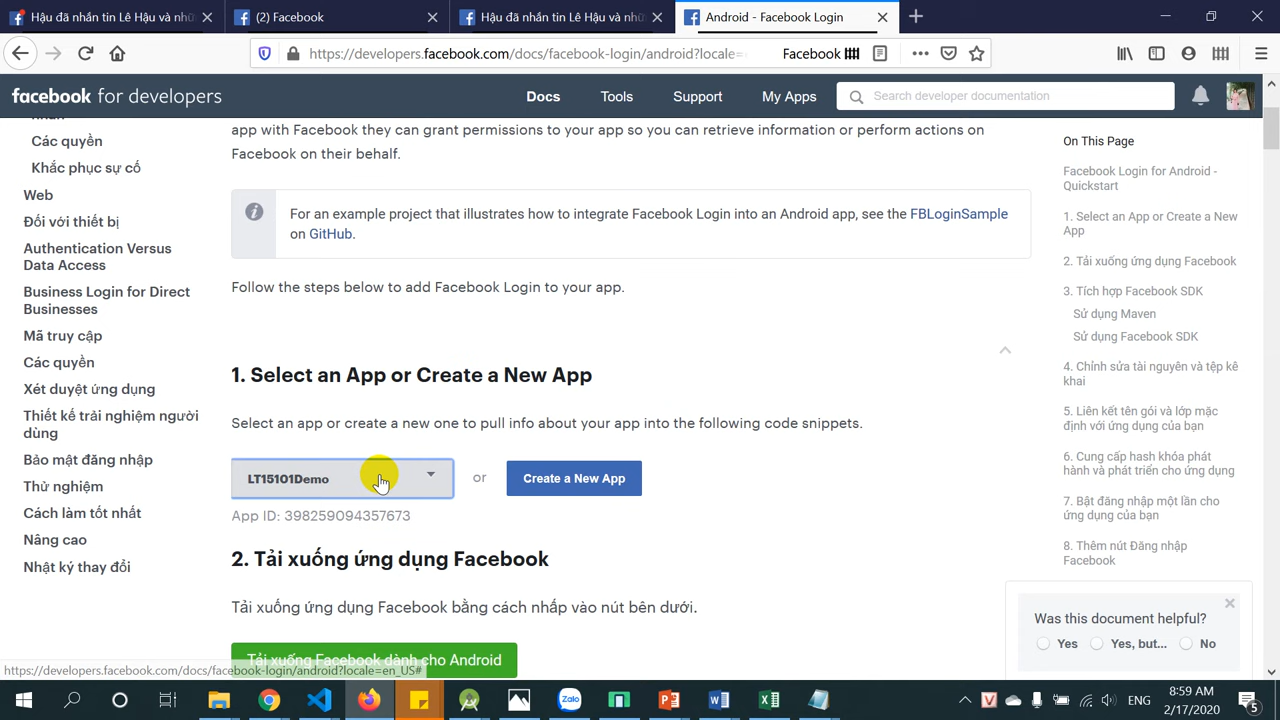 Hậu đã nhắn tin Lê Hậu và nhữ
(2) Facebook
Hậu đã nhắn tin Lê Hậu và nhữ
Android - Facebook Login
https://developers.facebook.com/docs/facebook-login/android?locale=
Facebook
facebook for developers
Docs
Tools
Support
My Apps
Search developer documentation
Các quyền
Khắc phục sự cố
Web
Đối với thiết bị
Authentication Versus
Data Access
Business Login for Direct
Businesses
Mã truy cập
Các quyền
Xét duyệt ứng dụng
Thiết kế trải nghiệm người
dùng
Bảo mật đăng nhập
Thử nghiệm
Cách làm tốt nhất
Nâng cao
Nhật ký thay đổi
app with Facebook they can grant permissions to your app so you can retrieve information or perform actions on
Facebook on their behalf.
For an example project that illustrates how to integrate Facebook Login into an Android app, see the FBLoginSample
on GitHub.
Follow the steps below to add Facebook Login to your app.
1. Select an App or Create a New App
Select an app or create a new one to pull info about your app into the following code snippets.
LT15101Demo
or
Create a New App
App ID: 398259094357673
2. Tải xuống ứng dụng Facebook
Tải xuống ứng dụng Facebook bằng cách nhấp vào nút bên dưới.
Tải xuống Facebook dành cho Android
On This Page
Facebook Login for Android -
Quickstart
1. Select an App or Create a New
App
2. Tải xuống ứng dụng Facebook
3. Tích hợp Facebook SDK
Sử dụng Maven
Sử dụng Facebook SDK
4. Chỉnh sửa tài nguyên và tệp kê
khai
5. Liên kết tên gói và lớp mặc
định với ứng dụng của bạn
6. Cung cấp hash khóa phát
hành và phát triển cho ứng dụng
7. Bật đăng nhập một lần cho
ứng dụng của bạn
8. Thêm nút Đăng nhập
Facebook
Was this document helpful?
Yes
Yes, but...
No
https://developers.facebook.com/docs/facebook-login/android?locale=en_US#
Zalo
ENG
8:59 AM
2/17/2020
5